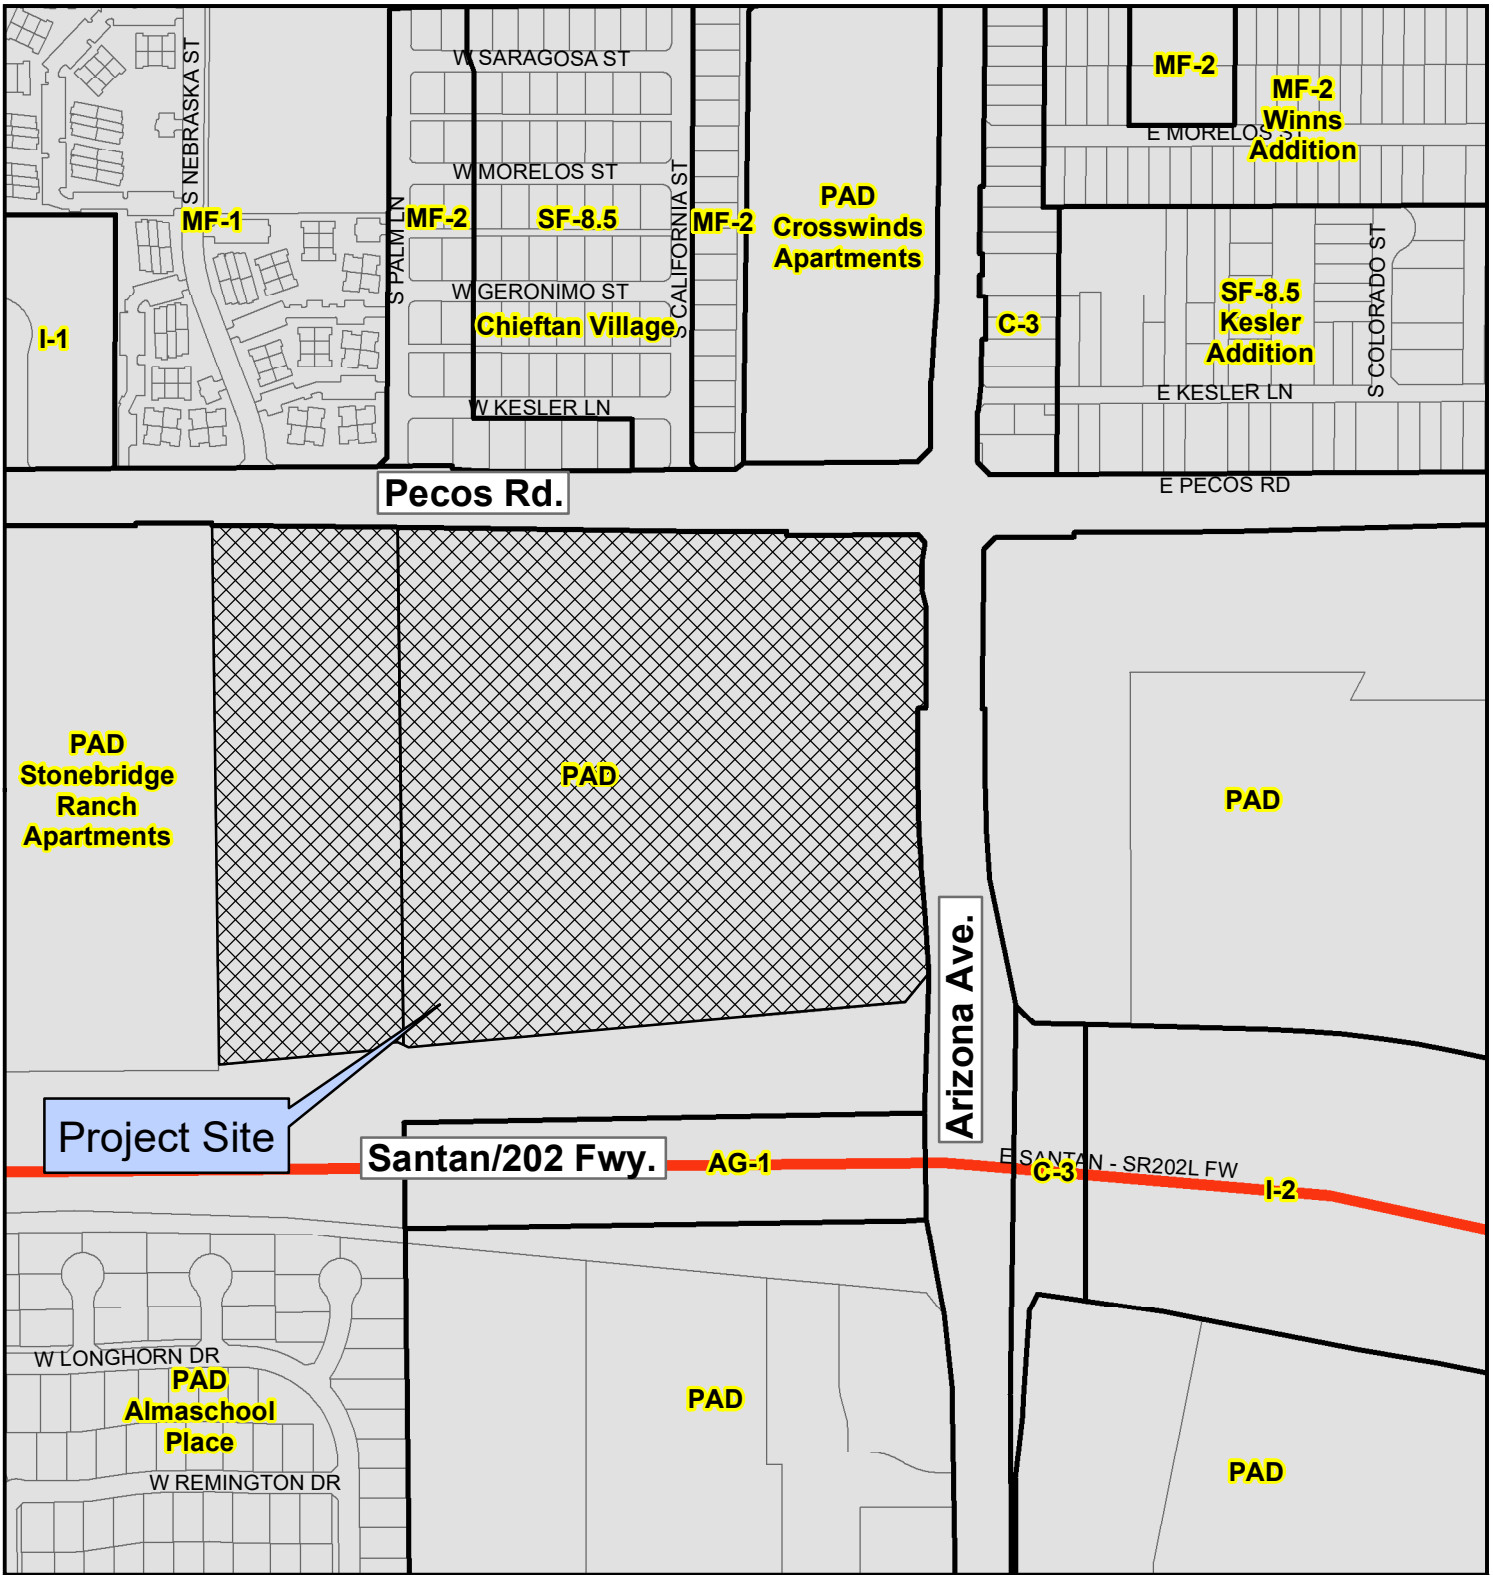 W SARAGOSA ST
S NEBRASKA ST
MF-2
MF-2
Winns
Addition
E MORELOS ST
W MORELOS ST
MF-1
S PALM LN
MF-2
SF-8.5
S CALIFORNIA ST
MF-2
PAD
Crosswinds
Apartments
S COLORADO ST
W GERONIMO ST
Chieftan Village
I-1
C-3
SF-8.5
Kesler
Addition
E KESLER LN
W KESLER LN
Pecos Rd.
E PECOS RD
PAD
Stonebridge
Ranch
Apartments
PAD
PAD
Arizona Ave.
Project Site
Santan/202 Fwy.
AG-1
E SANTAN - SR202L FW
C-3
I-2
W LONGHORN DR
PAD
Almaschool
Place
W REMINGTON DR
PAD
PAD